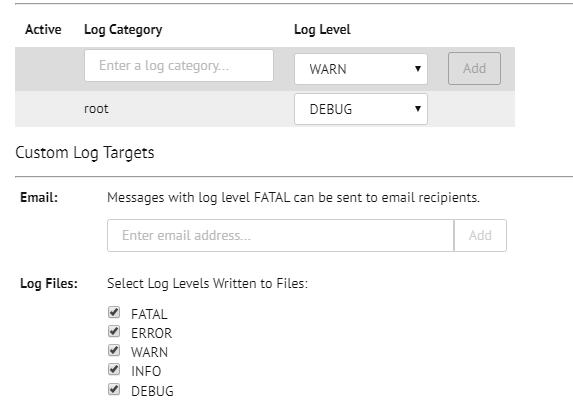 Active Log Category Log Level
Enter a log category... WARN Add
root DEBUG
Custom Log Targets
Email: Messages with log level FATAL can be sent to email recipients.
Enter email address... Add
Log Files: Select Log Levels Written to Files:
FATAL
ERROR
WARN
INFO
DEBUG